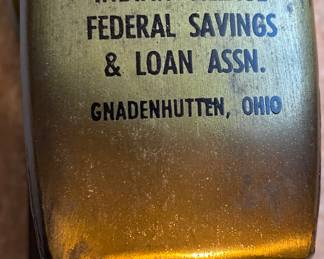 FEDERAL SAVINGS
& LOAN ASSN.
GNADENHUTTEN, OHIO